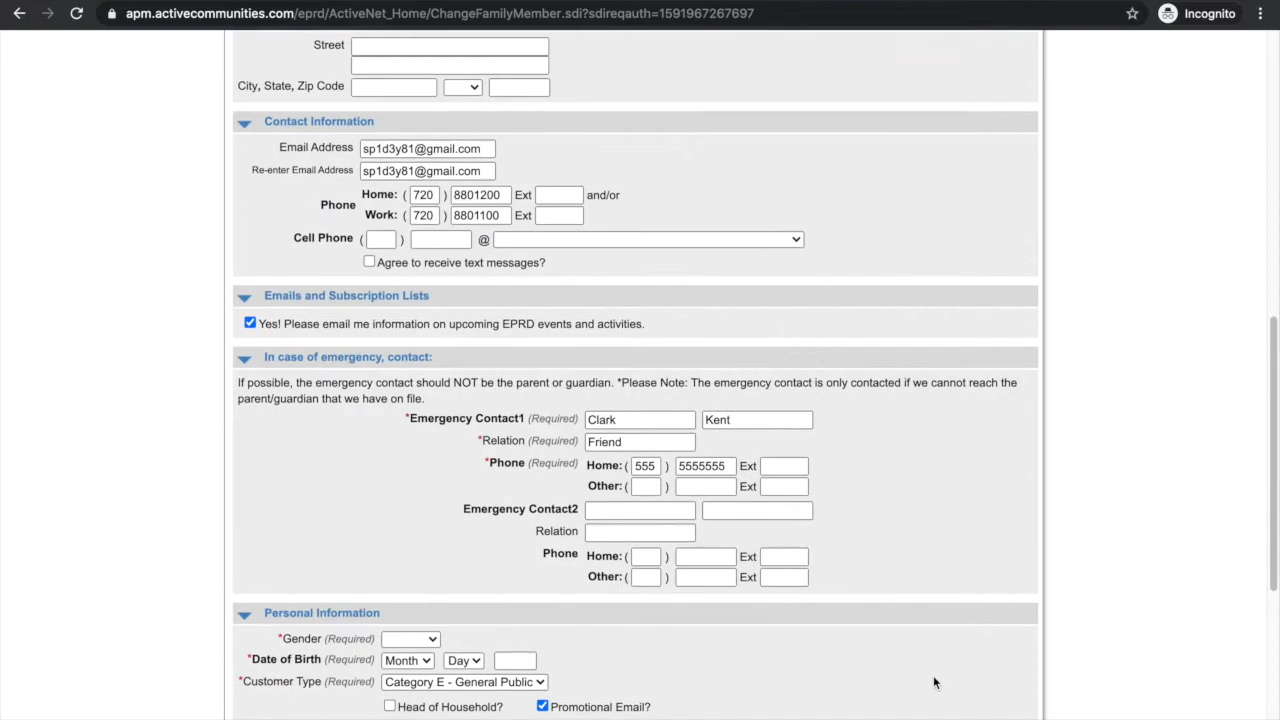 apm.activecommunities.com/eprd/ActiveNet_Home/ChangeFamilyMember.sdi?sdireqauth=1591967267697 Incognito
Street
City, State, Zip Code
Contact Information
Email Address sp1d3y81@gmail.com
Re-enter Email Address sp1d3y81@gmail.com
Phone
Home: ( 720 ) 8801200 Ext and/or
Work: ( 720 ) 8801100 Ext
Cell Phone ( ) @
Agree to receive text messages?
Emails and Subscription Lists
Yes! Please email me information on upcoming EPRD events and activities.
In case of emergency, contact:
If possible, the emergency contact should NOT be the parent or guardian. *Please Note: The emergency contact is only contacted if we cannot reach the
parent/guardian that we have on file.
*Emergency Contact1 (Required) Clark Kent
*Relation (Required) Friend
*Phone (Required) Home: ( 555 ) 5555555 Ext
Other: ( ) Ext
Emergency Contact2
Relation
Phone Home: ( ) Ext
Other: ( ) Ext
Personal Information
*Gender (Required)
*Date of Birth (Required) Month Day
*Customer Type (Required) Category E - General Public
Head of Household? Promotional Email?